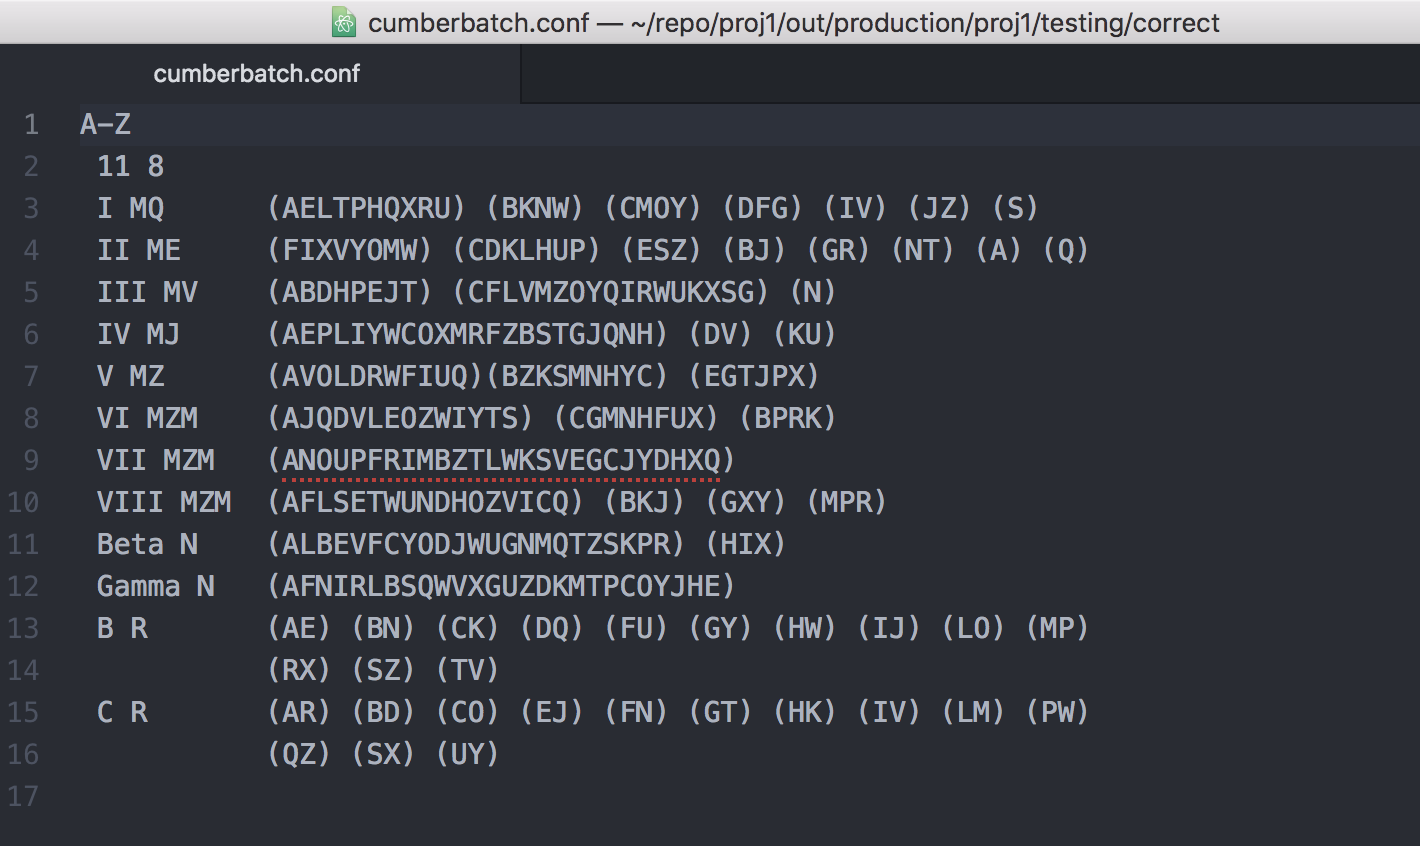 cumberbatch.conf — ~/repo/proj1/out/production/proj1/testing/correct
cumberbatch.conf
1 A-Z
2 11 8
3 I MQ (AELTPHQXRU) (BKNW) (CMOY) (DFG) (IV) (JZ) (S)
4 II ME (FIXVYOMW) (CDKLHUP) (ESZ) (BJ) (GR) (NT) (A) (Q)
5 III MV (ABDHPEJT) (CFLVMZOYQIRWUKXSG) (N)
6 IV MJ (AEPLIYWCOXMRFZBSTGJQNH) (DV) (KU)
7 V MZ (AVOLDRWFIUQ)(BZKSMNHYC) (EGTJPX)
8 VI MZM (AJQDVLEOZWIYTS) (CGMNHFUX) (BPRK)
9 VII MZM (ANOUPFRIMBZTLWKSVEGCJYDHXQ)
10 VIII MZM (AFLSETWUNDHOZVICQ) (BKJ) (GXY) (MPR)
11 Beta N (ALBEVFCYODJWUGNMQTZSKPR) (HIX)
12 Gamma N (AFNIRLBSQWVXGUZDKMTPCOYJHE)
13 B R (AE) (BN) (CK) (DQ) (FU) (GY) (HW) (IJ) (LO) (MP)
14 (RX) (SZ) (TV)
15 C R (AR) (BD) (CO) (EJ) (FN) (GT) (HK) (IV) (LM) (PW)
16 (QZ) (SX) (UY)
17